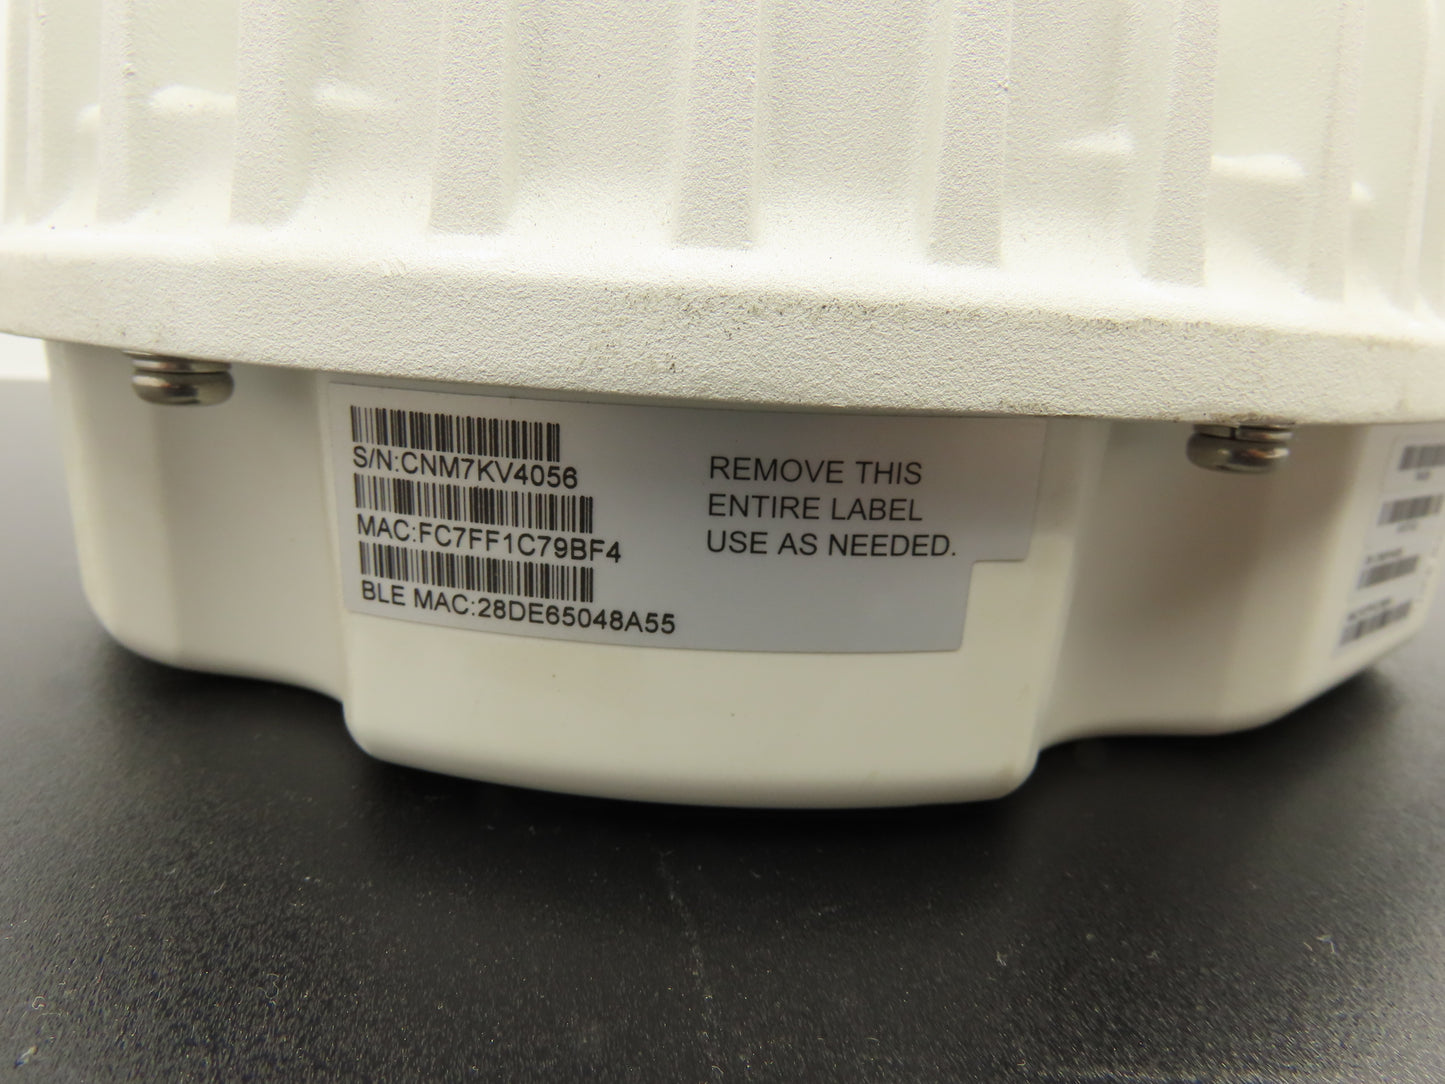 S/N:CNM7KV4056
MAC:FC7FF1C79BF4
BLE MAC:28DE65048A55
REMOVE THIS
ENTIRE LABEL
USE AS NEEDED.